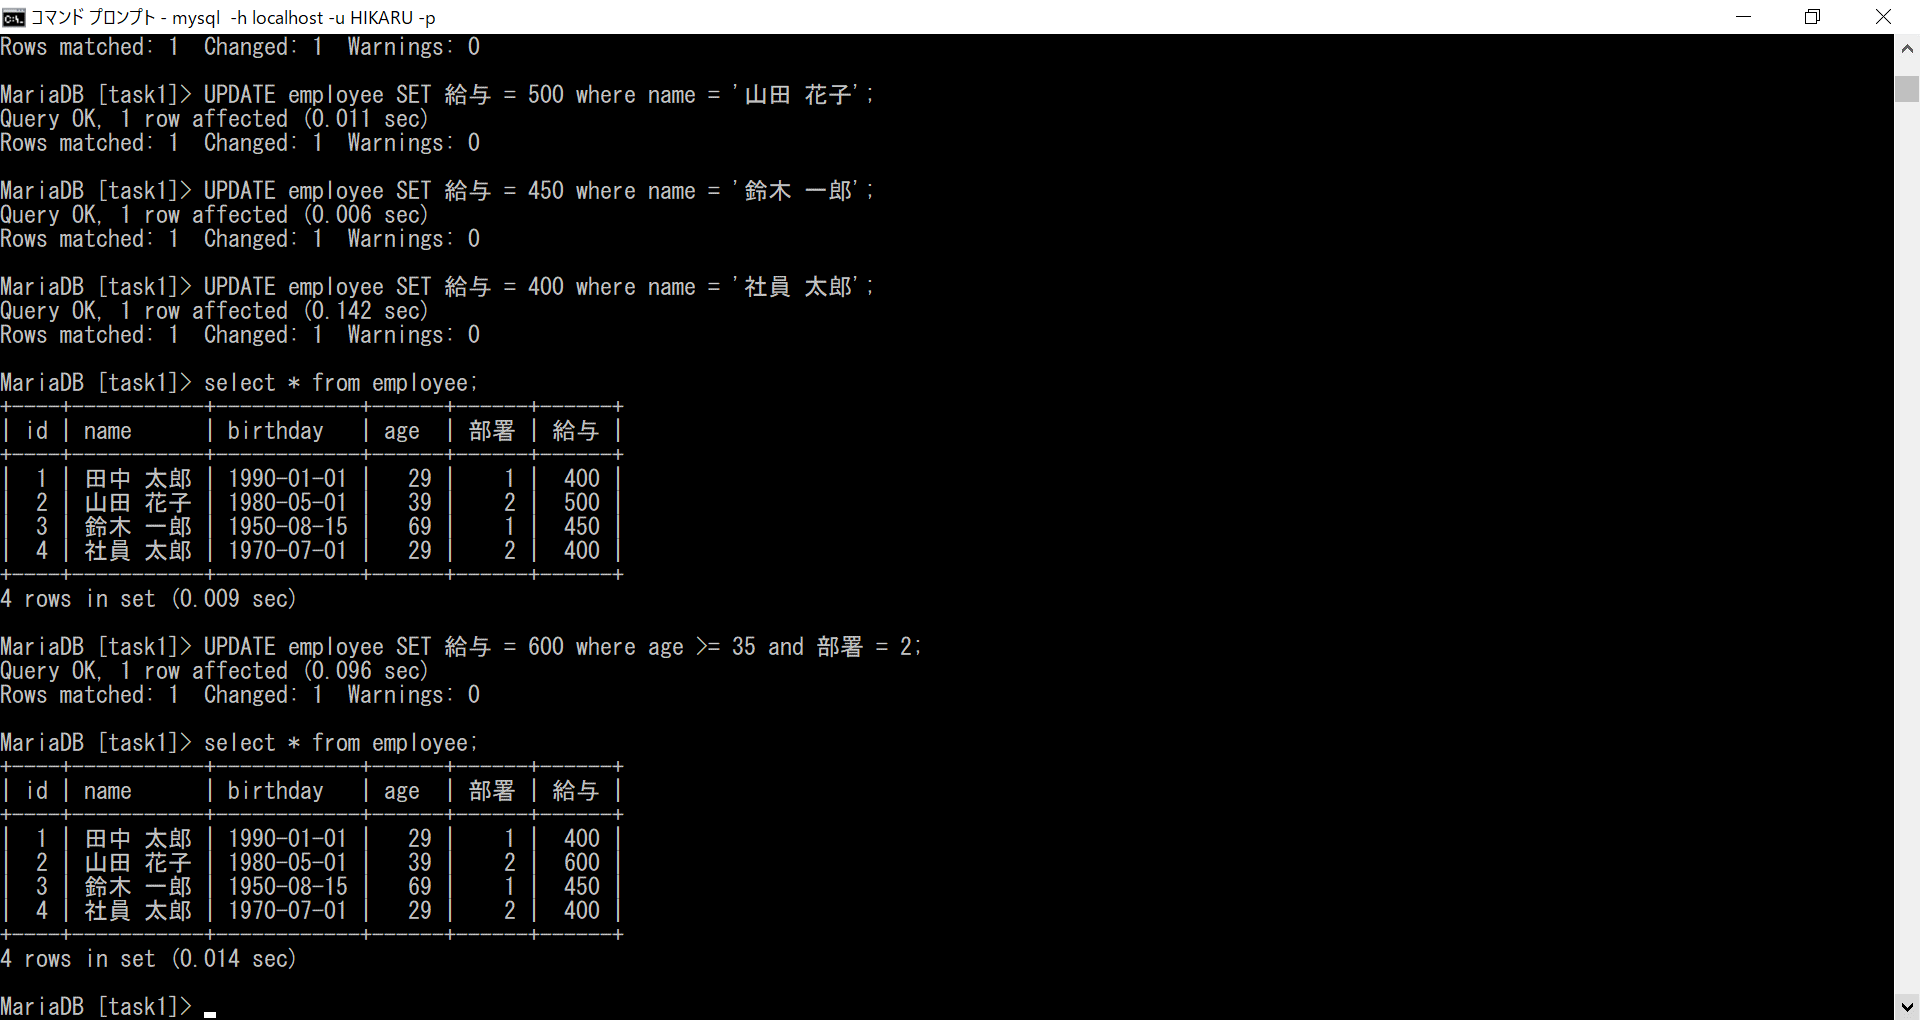 コマンド プロンプト - mysql  -h localhost -u HIKARU -p
Rows matched: 1  Changed: 1  Warnings: 0
MariaDB [task1]> UPDATE employee SET 給与 = 500 where name = '山田 花子';
Query OK, 1 row affected (0.011 sec)
Rows matched: 1  Changed: 1  Warnings: 0
MariaDB [task1]> UPDATE employee SET 給与 = 450 where name = '鈴木 一郎';
Query OK, 1 row affected (0.006 sec)
Rows matched: 1  Changed: 1  Warnings: 0
MariaDB [task1]> UPDATE employee SET 給与 = 400 where name = '社員 太郎';
Query OK, 1 row affected (0.142 sec)
Rows matched: 1  Changed: 1  Warnings: 0
MariaDB [task1]> select * from employee;
+----+-----------+------------+------+------+------+
| id | name      | birthday   | age  | 部署 | 給与 |
+----+-----------+------------+------+------+------+
|  1 | 田中 太郎 | 1990-01-01 |   29 |    1 |  400 |
|  2 | 山田 花子 | 1980-05-01 |   39 |    2 |  500 |
|  3 | 鈴木 一郎 | 1950-08-15 |   69 |    1 |  450 |
|  4 | 社員 太郎 | 1970-07-01 |   29 |    2 |  400 |
+----+-----------+------------+------+------+------+
4 rows in set (0.009 sec)
MariaDB [task1]> UPDATE employee SET 給与 = 600 where age >= 35 and 部署 = 2;
Query OK, 1 row affected (0.096 sec)
Rows matched: 1  Changed: 1  Warnings: 0
MariaDB [task1]> select * from employee;
+----+-----------+------------+------+------+------+
| id | name      | birthday   | age  | 部署 | 給与 |
+----+-----------+------------+------+------+------+
|  1 | 田中 太郎 | 1990-01-01 |   29 |    1 |  400 |
|  2 | 山田 花子 | 1980-05-01 |   39 |    2 |  600 |
|  3 | 鈴木 一郎 | 1950-08-15 |   69 |    1 |  450 |
|  4 | 社員 太郎 | 1970-07-01 |   29 |    2 |  400 |
+----+-----------+------------+------+------+------+
4 rows in set (0.014 sec)
MariaDB [task1]>